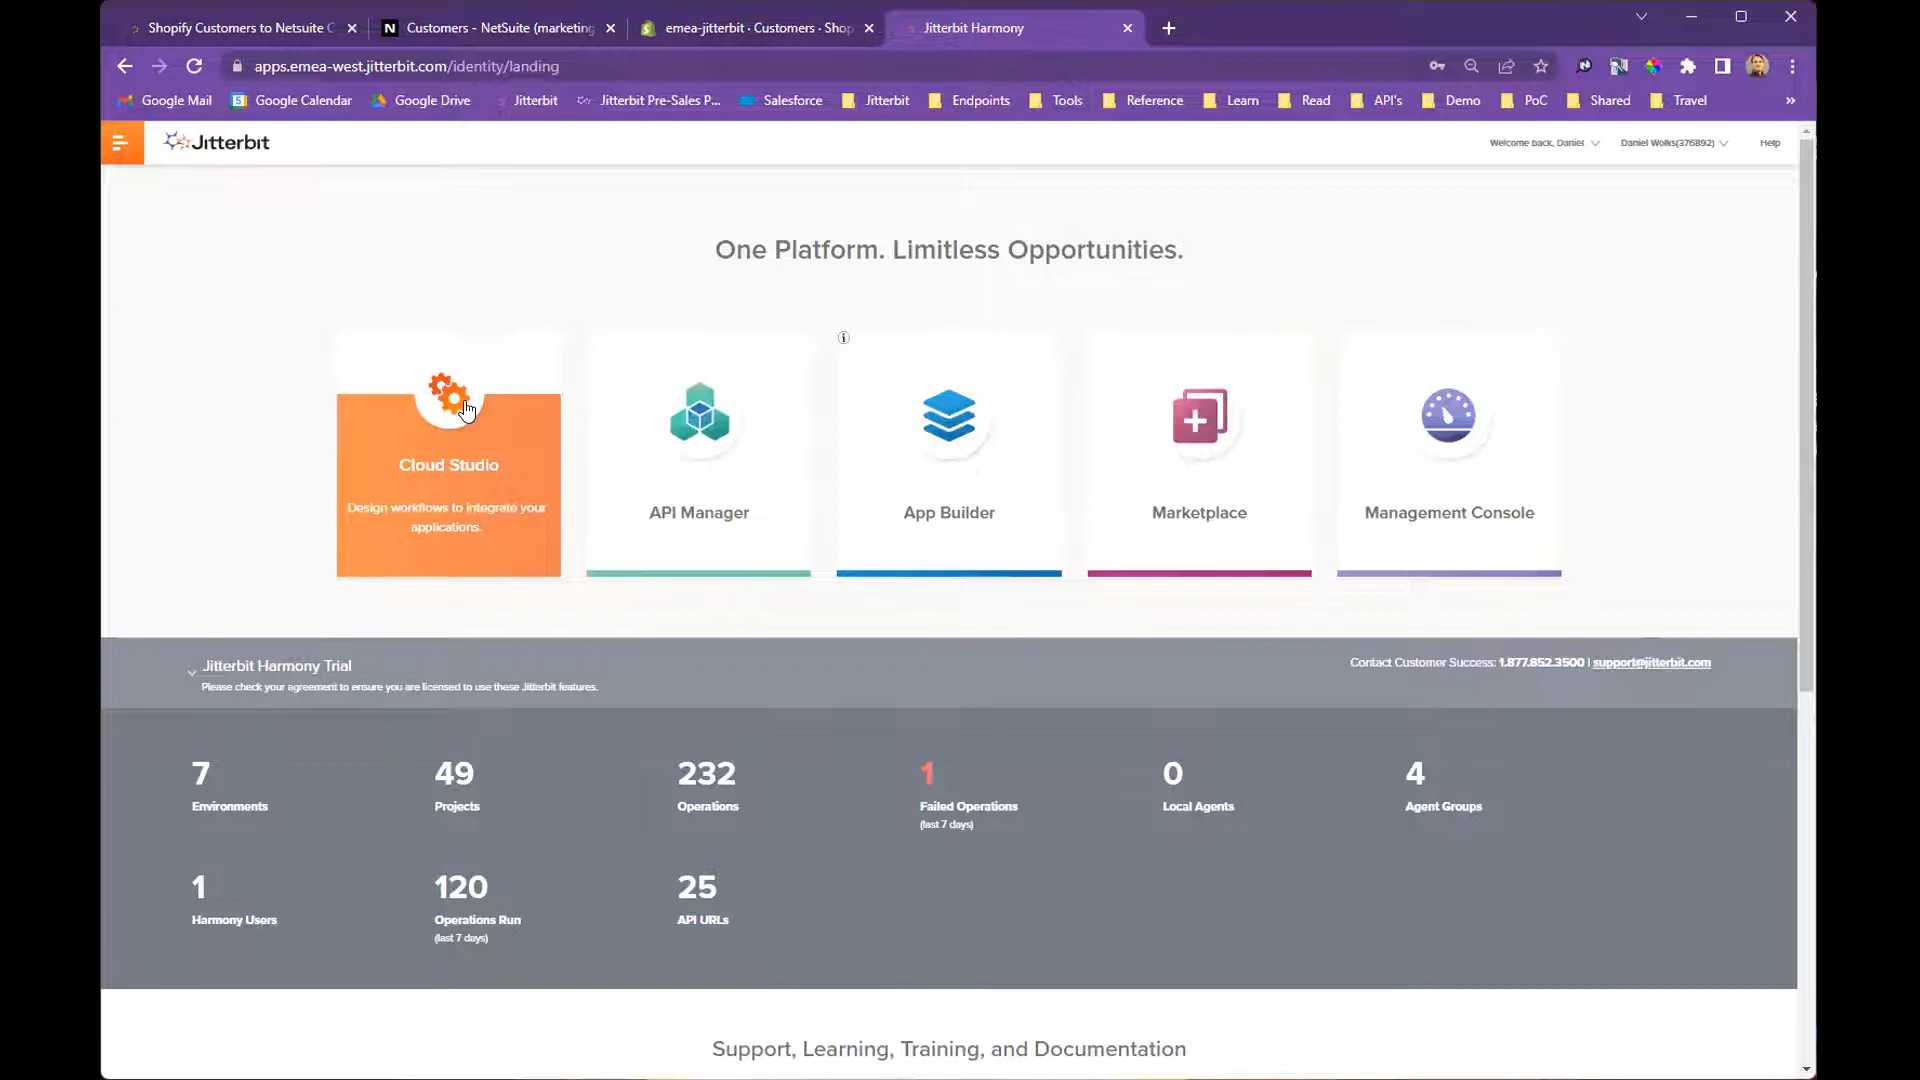 Shopify Customers to Netsuite C
Customers - NetSuite (marketing
emea-jitterbit · Customers · Shop
Jitterbit Harmony
apps.emea-west.jitterbit.com/identity/landing
Google Mail
Google Calendar
Google Drive
Jitterbit
Jitterbit Pre-Sales P...
Salesforce
Jitterbit
Endpoints
Tools
Reference
Learn
Read
API's
Demo
PoC
Shared
Travel
Jitterbit
Welcome back, Daniel
Daniel Wolks(376892)
Help
One Platform. Limitless Opportunities.
Cloud Studio
Design workflows to integrate your
applications.
API Manager
App Builder
Marketplace
Management Console
Jitterbit Harmony Trial
Please check your agreement to ensure you are licensed to use these Jitterbit features.
Contact Customer Success: 1.877.852.3500 | support@jitterbit.com
7
Environments
49
Projects
232
Operations
1
Failed Operations
(last 7 days)
0
Local Agents
4
Agent Groups
1
Harmony Users
120
Operations Run
(last 7 days)
25
API URLs
Support, Learning, Training, and Documentation